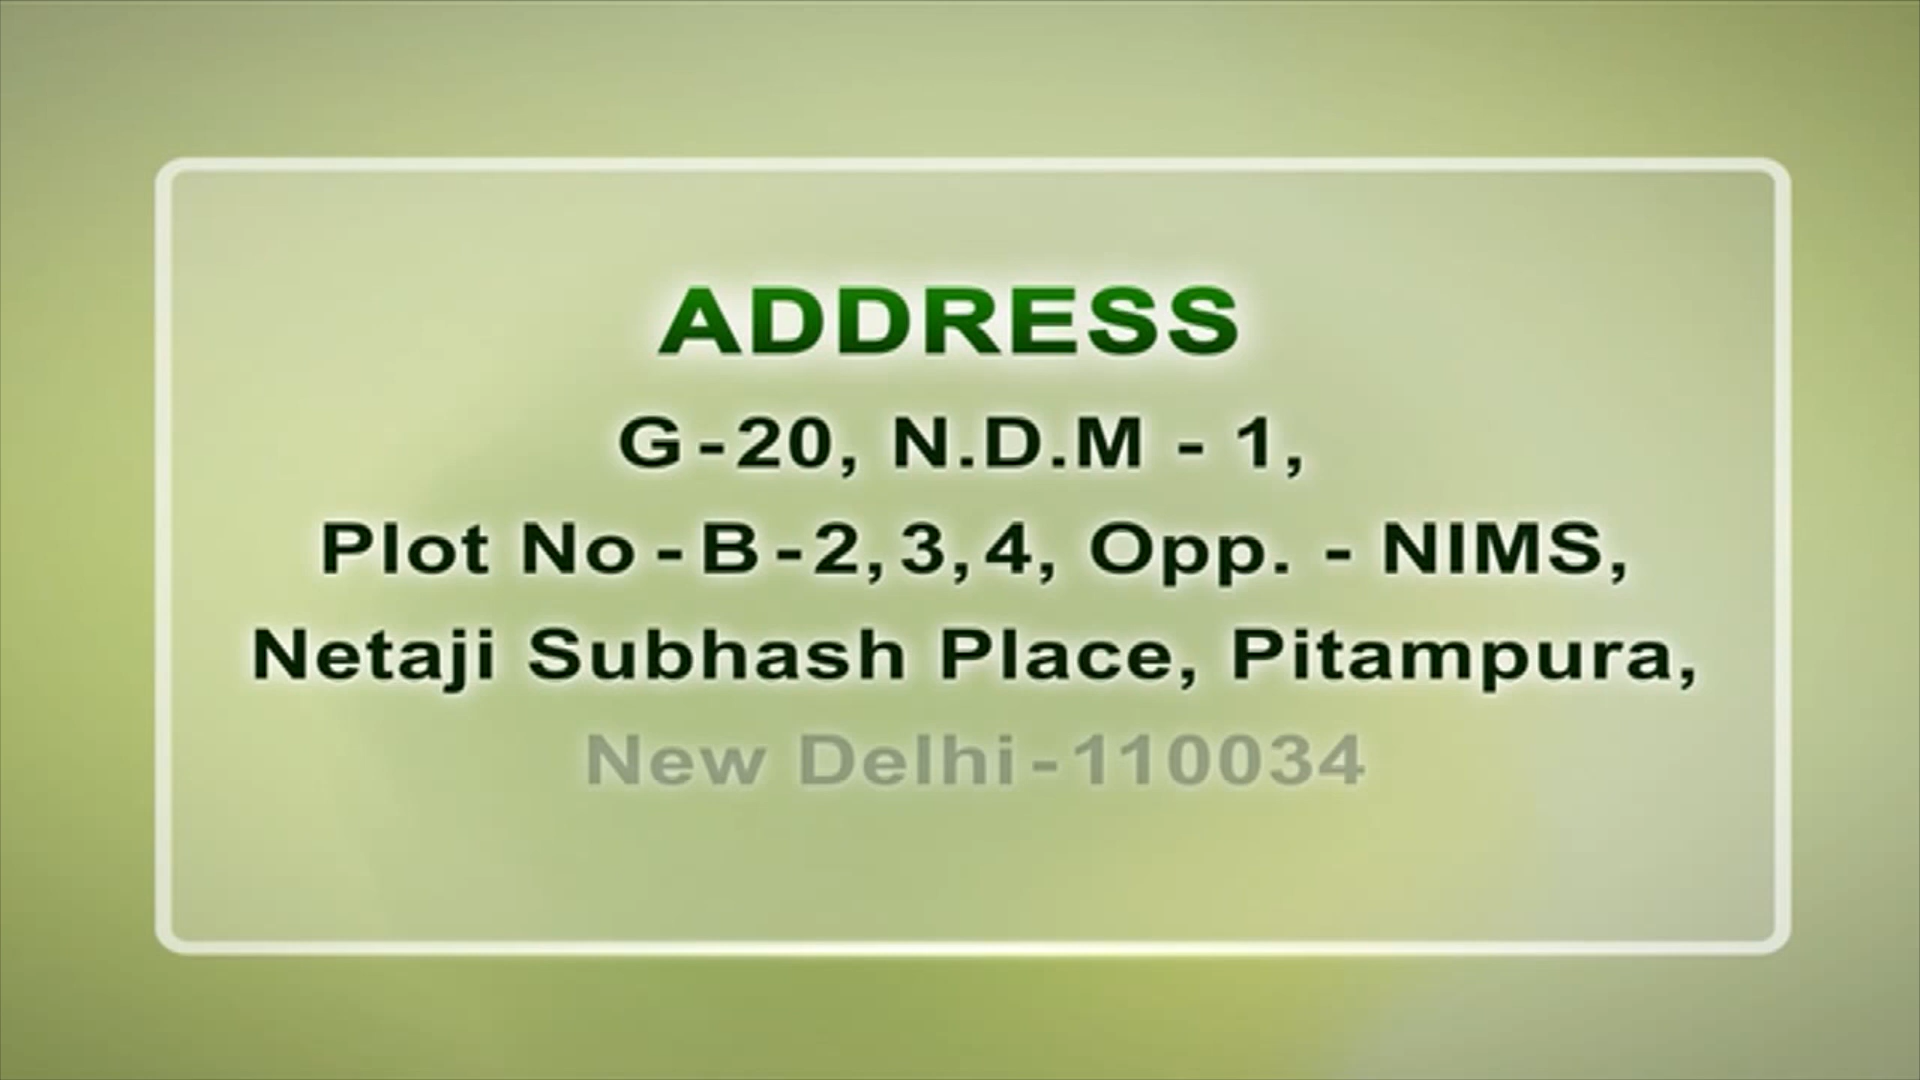 ADDRESS
G-20, N.D.M - 1,
Plot No - B - 2, 3, 4, Opp. - NIMS,
Netaji Subhash Place, Pitampura,
New Delhi - 110034